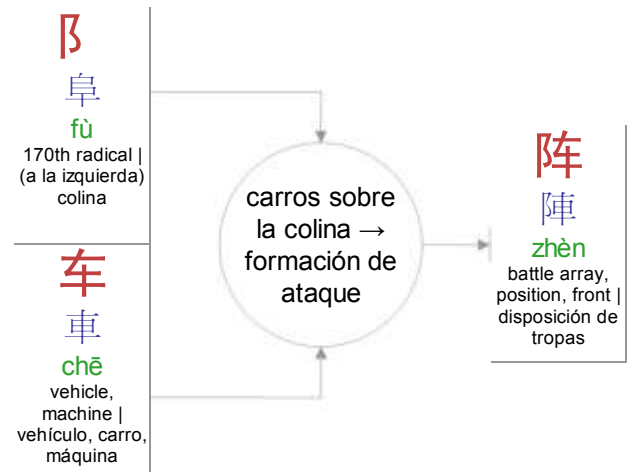 阝
阜
fù
170th radical |
(a la izquierda)
colina
车
車
chē
vehicle,
machine |
vehículo, carro,
máquina
carros sobre
la colina →
formación de
ataque
阵
陣
zhèn
battle array,
position, front |
disposición de
tropas